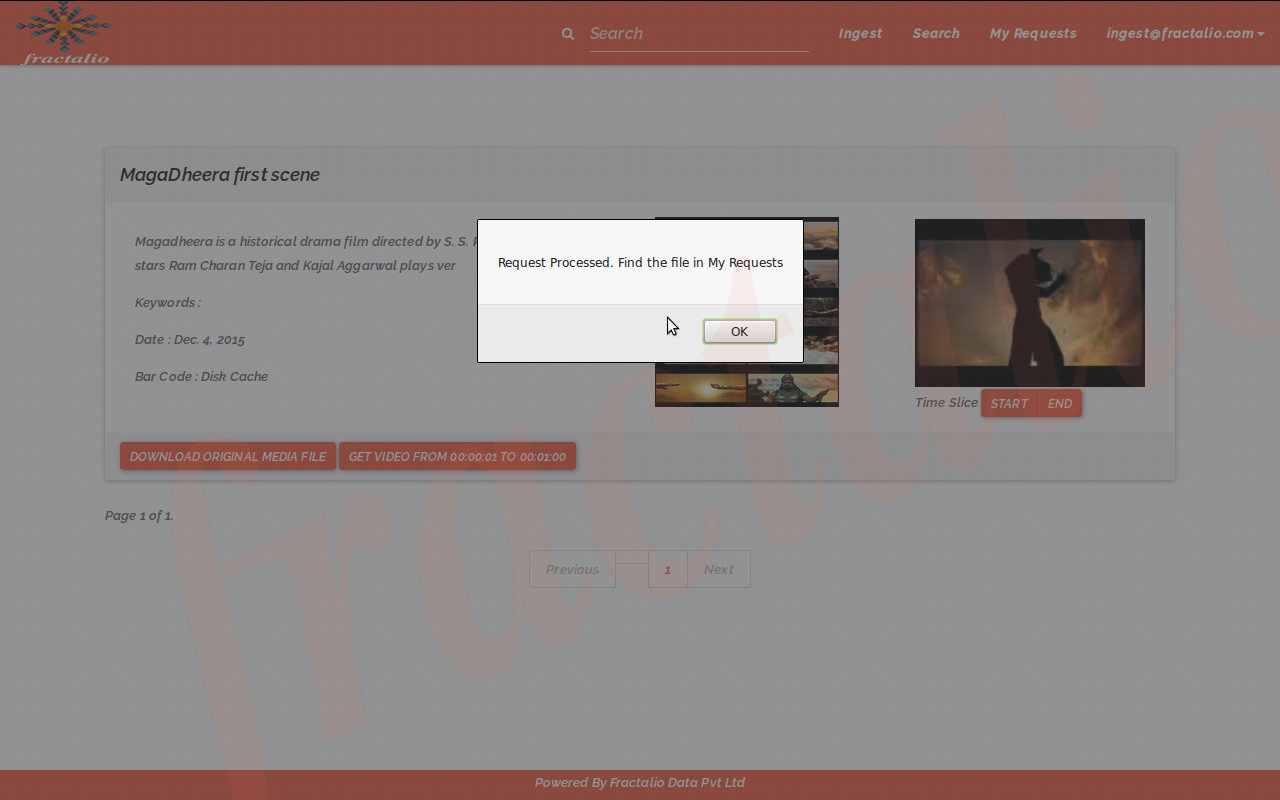 fractalio
Search
Ingest
Search
My Requests
ingest@fractalio.com
MagaDheera first scene
Magadheera is a historical drama film directed by S. S.
stars Ram Charan Teja and Kajal Aggarwal plays ver
Keywords :
Date : Dec. 4, 2015
Bar Code : Disk Cache
Request Processed. Find the file in My Requests
OK
Time Slice START END
DOWNLOAD ORIGINAL MEDIA FILE GET VIDEO FROM 00:00:01 TO 00:01:00
Page 1 of 1.
Previous 1 Next
fractalio
Powered By Fractalio Data Pvt Ltd